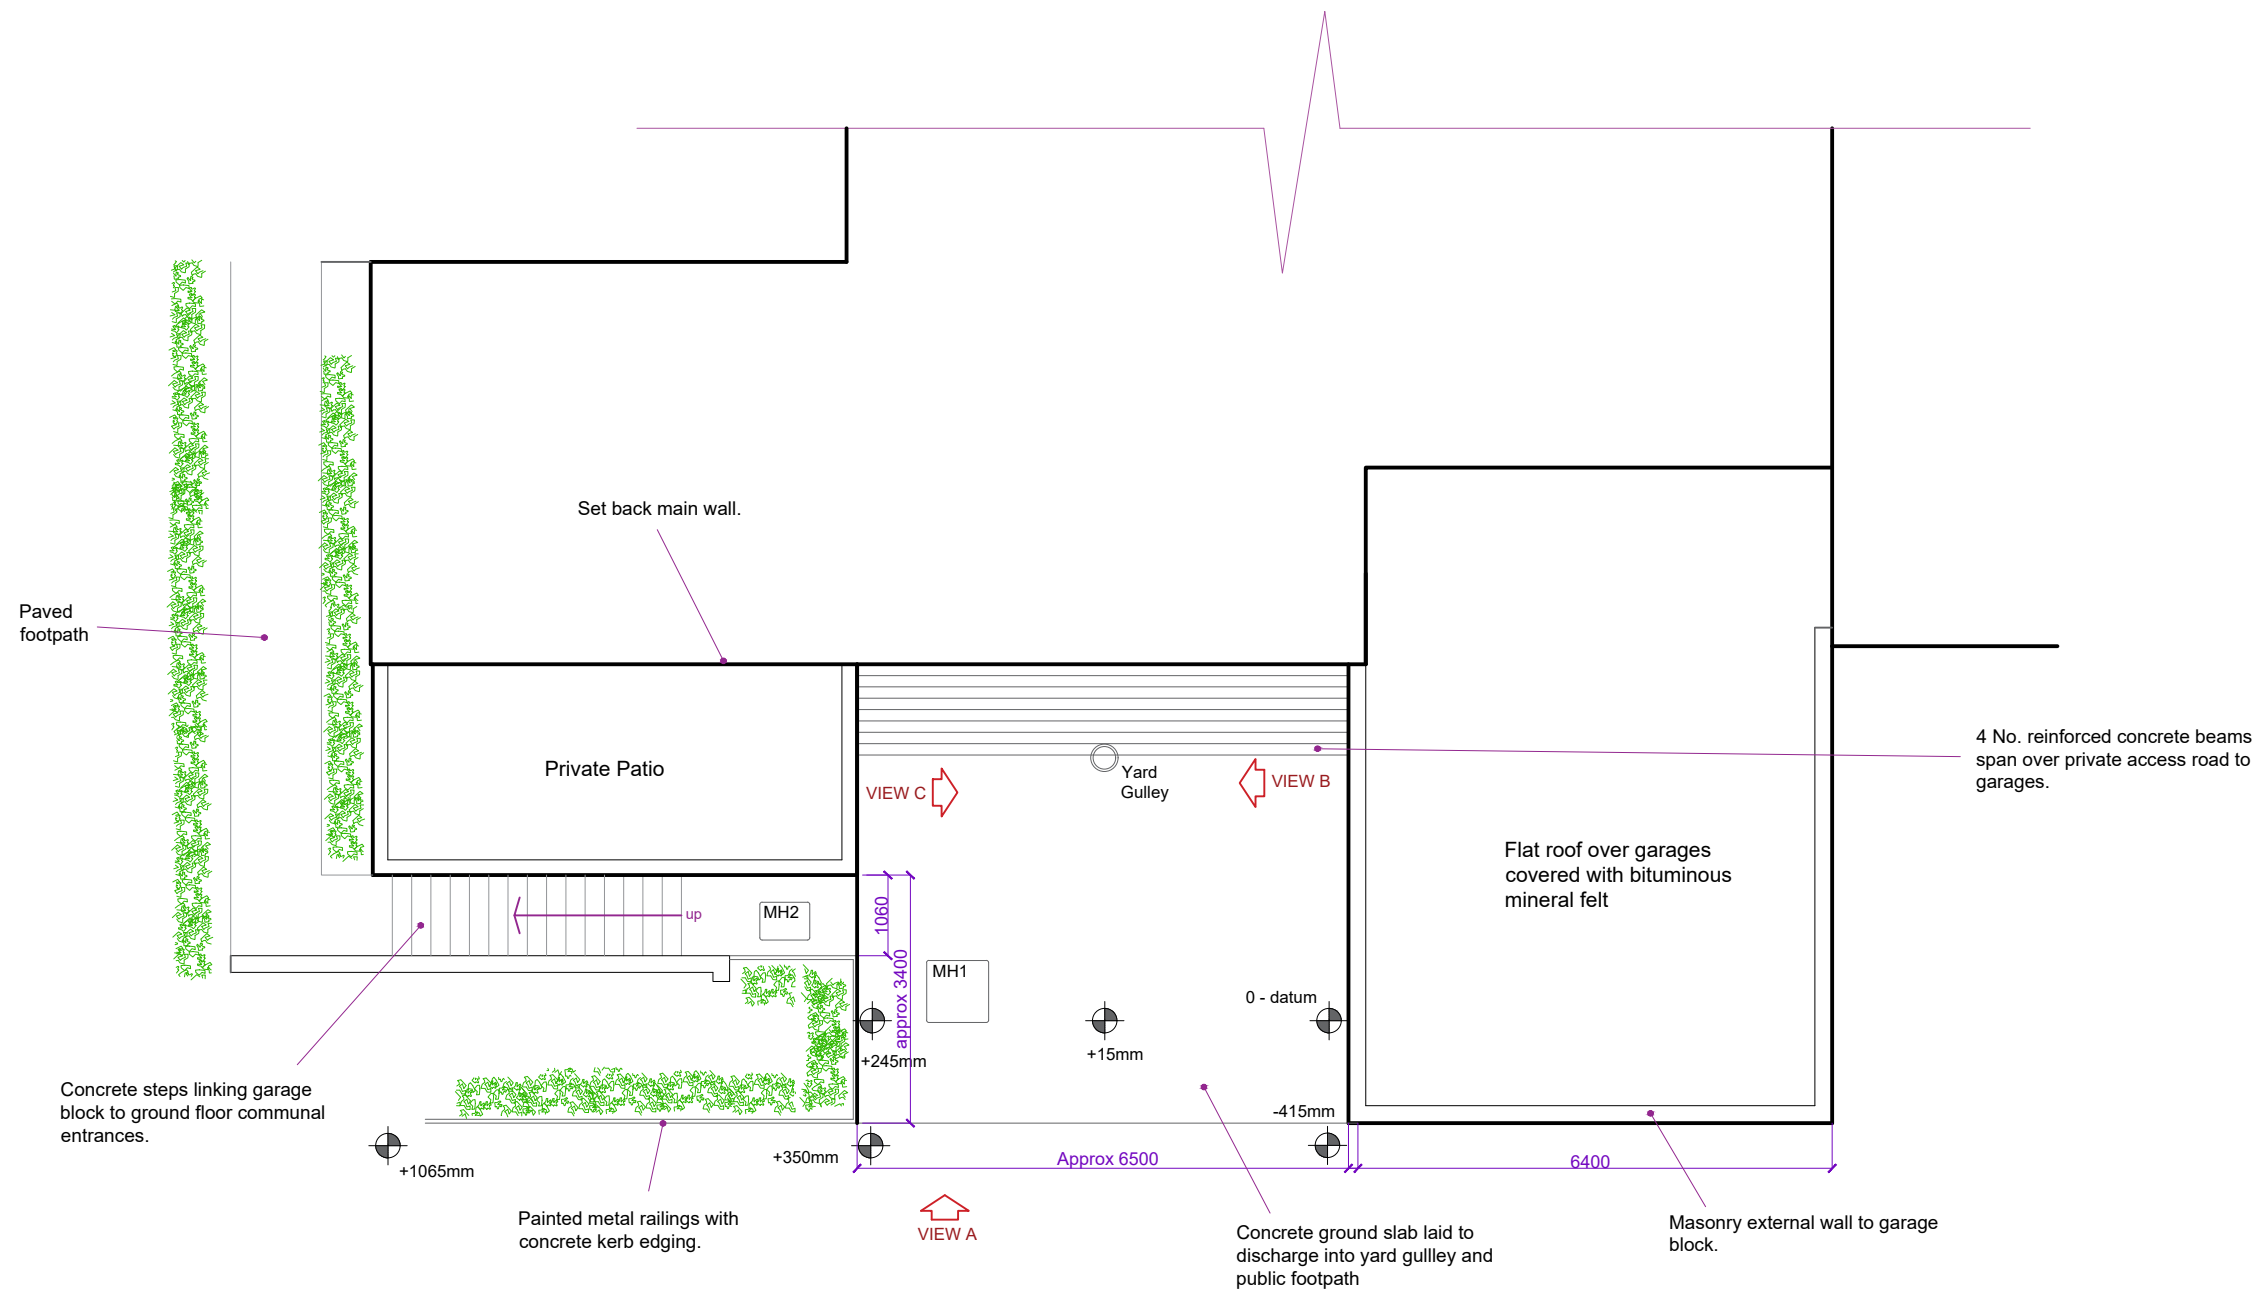 Set back main wall.
Paved
footpath
4 No. reinforced concrete beams
span over private access road to
garages.
Private Patio
Yard
Gulley
VIEW C
VIEW B
Flat roof over garages
covered with bituminous
mineral felt
up
MH2
1060
approx 3400
MH1
0 - datum
+245mm
+15mm
Concrete steps linking garage
block to ground floor communal
entrances.
-415mm
+1065mm
+350mm
Approx 6500
6400
Painted metal railings with
concrete kerb edging.
VIEW A
Concrete ground slab laid to
discharge into yard gullley and
public footpath
Masonry external wall to garage
block.